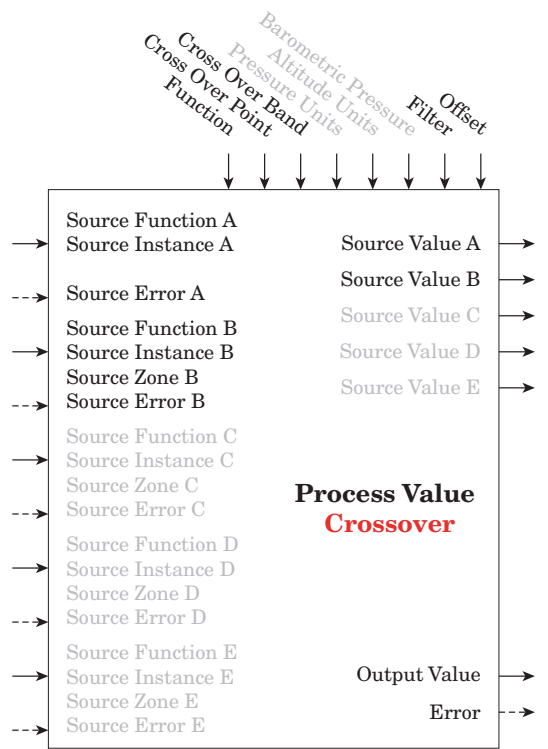 Function
Cross Over Point
Cross Over Band
Pressure Units
Altitude Units
Barometric Pressure
Filter
Offset
Source Function A
Source Instance A
Source Error A
Source Function B
Source Instance B
Source Zone B
Source Error B
Source Function C
Source Instance C
Source Zone C
Source Error C
Source Function D
Source Instance D
Source Zone D
Source Error D
Source Function E
Source Instance E
Source Zone E
Source Error E
Source Value A
Source Value B
Source Value C
Source Value D
Source Value E
Process Value
Crossover
Output Value
Error